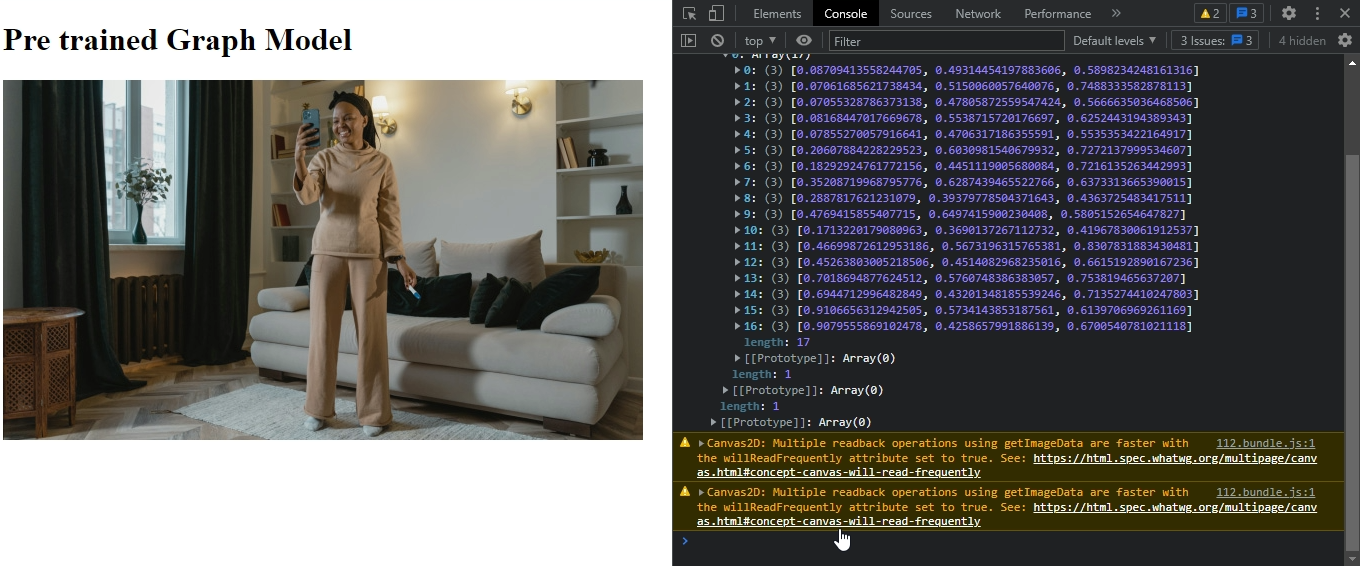 Pre trained Graph Model
Elements Console Sources Network Performance » 2 3
top ▼ Filter Default levels ▼ 3 Issues: 3 4 hidden
▼0: Array(17)
▶0: (3) [0.08709413558244705, 0.49314454197883606, 0.5898234248161316]
▶1: (3) [0.07061685621738434, 0.5150060057640076, 0.7488333582878113]
▶2: (3) [0.07055328786373138, 0.47805872559547424, 0.5666635036468506]
▶3: (3) [0.08168447017669678, 0.5538715720176697, 0.6252443194389343]
▶4: (3) [0.07855270057916641, 0.4706317186355591, 0.5535353422164917]
▶5: (3) [0.20607884228229523, 0.6030981540679932, 0.7272137999534607]
▶6: (3) [0.18292924761772156, 0.4451119005680084, 0.7216135263442993]
▶7: (3) [0.35208719968795776, 0.6287439465522766, 0.6373313665390015]
▶8: (3) [0.2887817621231079, 0.39379778504371643, 0.4363725483417511]
▶9: (3) [0.4769415855407715, 0.6497415900230408, 0.5805152654647827]
▶10: (3) [0.1713220179080963, 0.3690137267112732, 0.41967830061912537]
▶11: (3) [0.46699872612953186, 0.5673196315765381, 0.8307831883430481]
▶12: (3) [0.45263803005218506, 0.4514082968235016, 0.6615192890167236]
▶13: (3) [0.7018694877624512, 0.5760748386383057, 0.753819465637207]
▶14: (3) [0.6944712996482849, 0.43201348185539246, 0.7135274410247803]
▶15: (3) [0.9106656312942505, 0.5734143853187561, 0.6139706969261169]
▶16: (3) [0.9079555869102478, 0.4258657991886139, 0.6700540781021118]
length: 17
▶[[Prototype]]: Array(0)
length: 1
▶[[Prototype]]: Array(0)
length: 1
▶[[Prototype]]: Array(0)
▶Canvas2D: Multiple readback operations using getImageData are faster with 112.bundle.js:1
the willReadFrequently attribute set to true. See: https://html.spec.whatwg.org/multipage/canv
as.html#concept-canvas-will-read-frequently
▶Canvas2D: Multiple readback operations using getImageData are faster with 112.bundle.js:1
the willReadFrequently attribute set to true. See: https://html.spec.whatwg.org/multipage/canv
as.html#concept-canvas-will-read-frequently